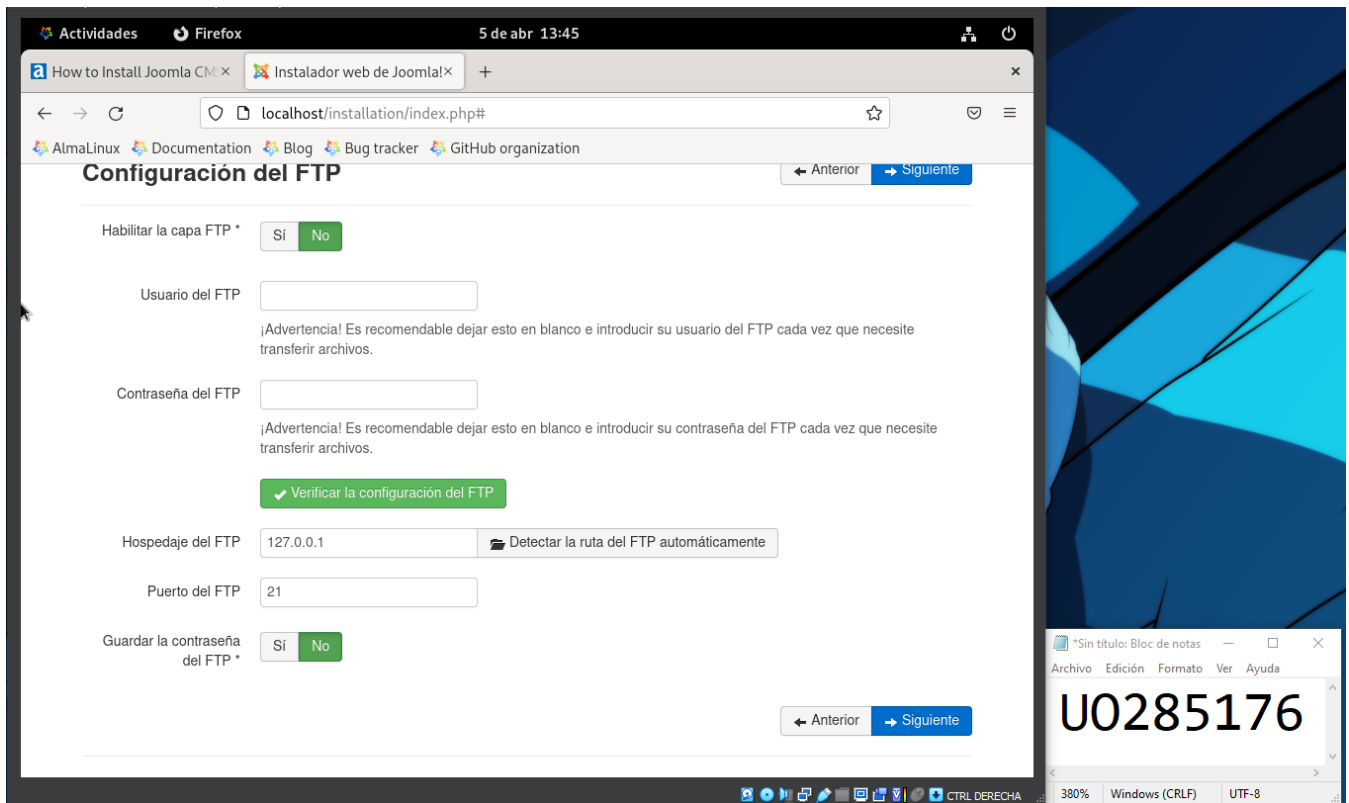 Actividades Firefox 5 de abr 13:45
How to Install Joomla CM × Instalador web de Joomla! × +
localhost/installation/index.php#
AlmaLinux Documentation Blog Bug tracker GitHub organization
Configuración del FTP Anterior Siguiente
Habilitar la capa FTP * Sí No
Usuario del FTP
¡Advertencia! Es recomendable dejar esto en blanco e introducir su usuario del FTP cada vez que necesite
transferir archivos.
Contraseña del FTP
¡Advertencia! Es recomendable dejar esto en blanco e introducir su contraseña del FTP cada vez que necesite
transferir archivos.
Verificar la configuración del FTP
Hospedaje del FTP 127.0.0.1 Detectar la ruta del FTP automáticamente
Puerto del FTP 21
Guardar la contraseña
del FTP * Sí No
Anterior Siguiente
CTRL DERECHA
*Sin título: Bloc de notas
Archivo Edición Formato Ver Ayuda
UO285176
380% Windows (CRLF) UTF-8